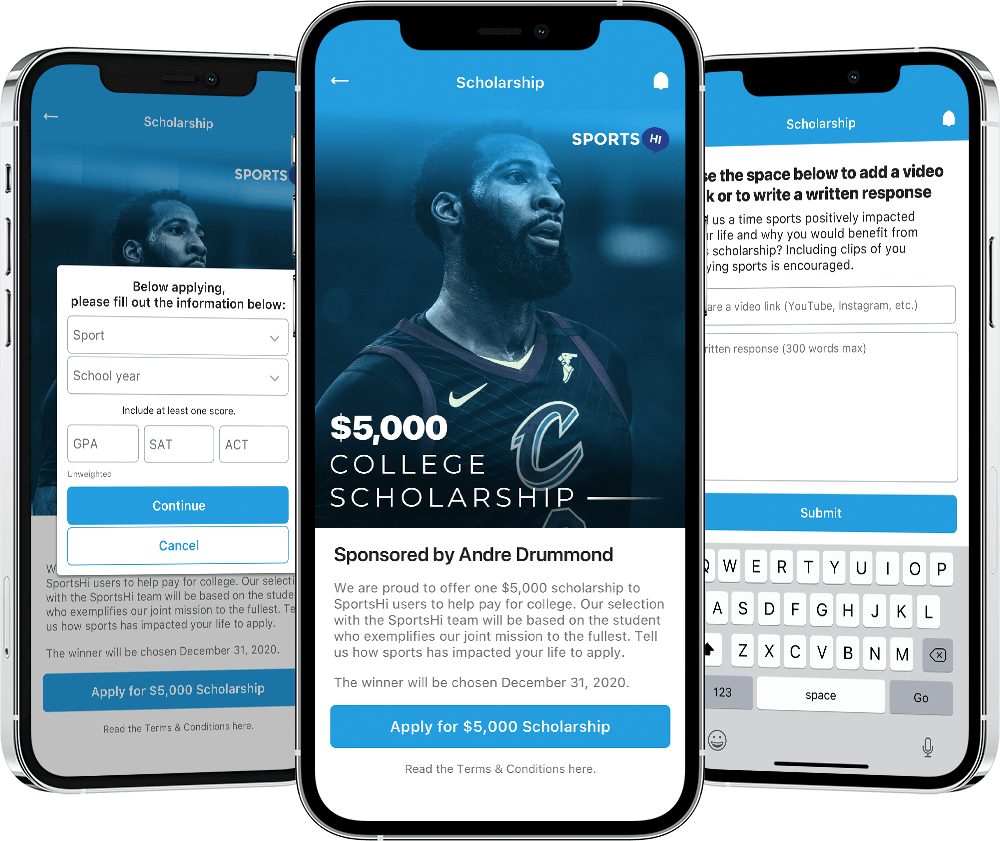 Scholarship
SPORTS
Below applying,
please fill out the information below:
Sport
School year
Include at least one score.
GPA
SAT
ACT
Unweighted
Continue
Cancel
SportsHi users to help pay for college. Our
with the SportsHi team will be based on the
who exemplifies our joint mission to the fullest.
us how sports has impacted your life to apply.
The winner will be chosen December 31, 2020.
Apply for $5,000 Scholarship
Read the Terms & Conditions here.
Scholarship
SPORTS HI
C
$5,000
COLLEGE
SCHOLARSHIP
Sponsored by Andre Drummond
We are proud to offer one $5,000 scholarship to
SportsHi users to help pay for college. Our selection
with the SportsHi team will be based on the student
who exemplifies our joint mission to the fullest. Tell
us how sports has impacted your life to apply.
The winner will be chosen December 31, 2020.
Apply for $5,000 Scholarship
Read the Terms & Conditions here.
Scholarship
the space below to add a video
or to write a written response
us a time sports positively impacted
life and why you would benefit from
scholarship? Including clips of you
sports is encouraged.
a video link (YouTube, Instagram, etc.)
response (300 words max)
Submit
W E R T Y U I O P
A S D F G H J K L
Z X C V B N M
123 space Go